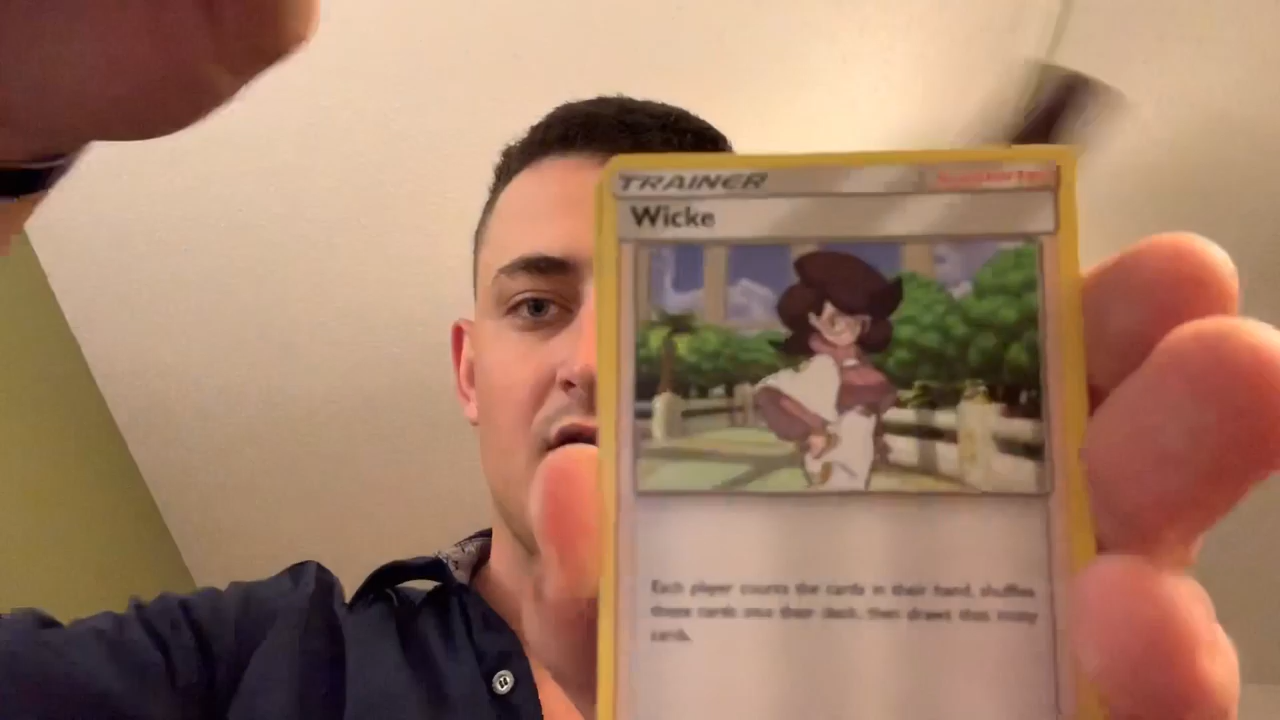 TRAINER Supporter
Wicke
Each player counts the cards in their hand, shuffles
those cards into their deck, then draws that many
cards.